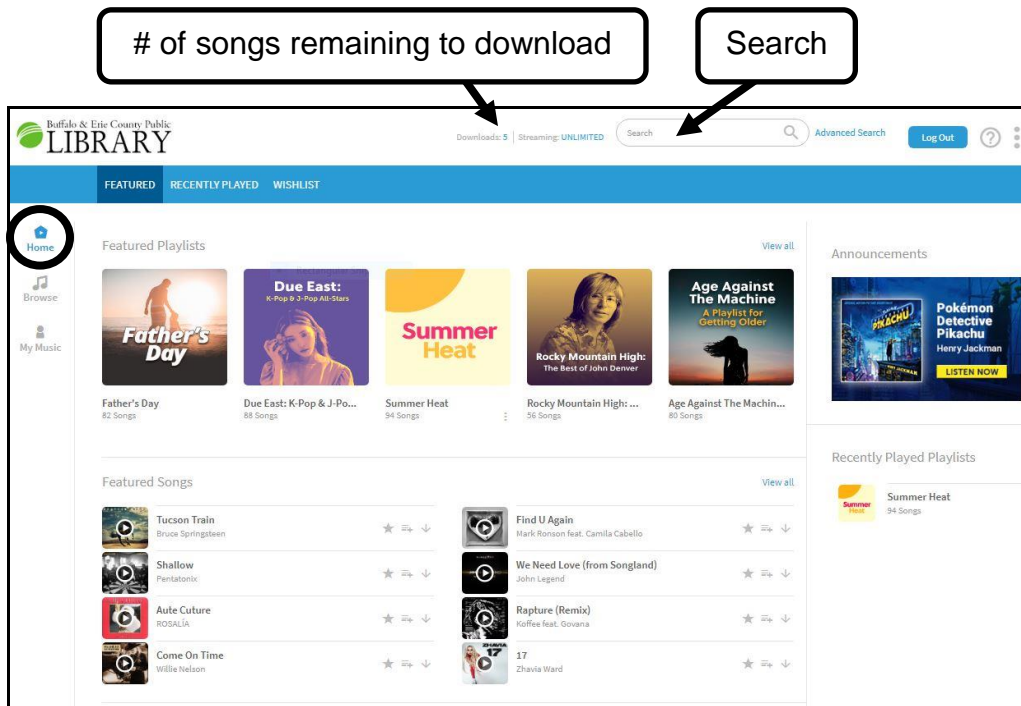 # of songs remaining to download
Search
Buffalo & Erie County Public
LIBRARY
Downloads: 5 | Streaming: UNLIMITED
Search
Advanced Search
Log Out
FEATURED RECENTLY PLAYED WISHLIST
Home
Browse
My Music
Featured Playlists
View all
Father's
Day
Due East:
K-Pop & J-Pop All-Stars
Summer
Heat
Rocky Mountain High:
The Best of John Denver
Age Against
The Machine
A Playlist for
Getting Older
Father's Day
82 Songs
Due East: K-Pop & J-Po...
88 Songs
Summer Heat
94 Songs
Rocky Mountain High: ...
56 Songs
Age Against The Machin...
80 Songs
Featured Songs
View all
Tucson Train
Bruce Springsteen
Shallow
Pentatonix
Aute Cuture
ROSALÍA
Come On Time
Willie Nelson
Find U Again
Mark Ronson feat. Camila Cabello
We Need Love (from Songland)
John Legend
Rapture (Remix)
Koffee feat. Govana
17
Zhavia Ward
Announcements
PIKACHU
Pokémon
Detective
Pikachu
Henry Jackman
LISTEN NOW
Recently Played Playlists
Summer
Heat
Summer Heat
94 Songs